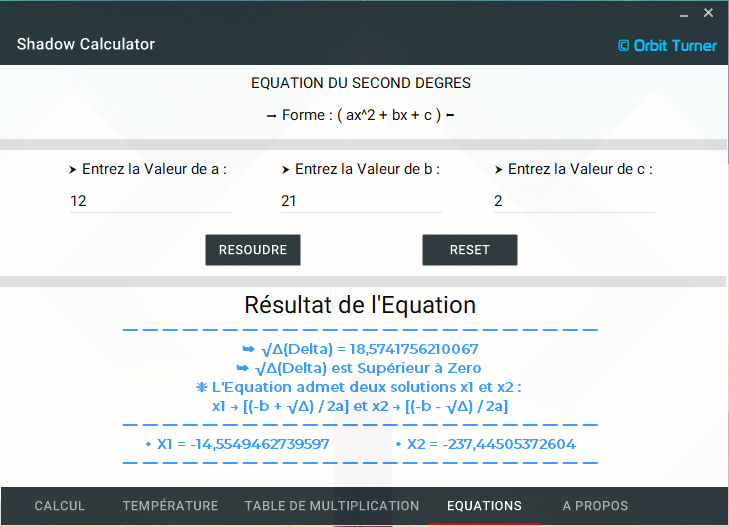 Shadow Calculator
© Orbit Turner
EQUATION DU SECOND DEGRES
→ Forme : ( ax^2 + bx + c ) ←
➤ Entrez la Valeur de a :
➤ Entrez la Valeur de b :
➤ Entrez la Valeur de c :
12
21
2
RESOUDRE
RESET
Résultat de l'Equation
➥ √Δ(Delta) = 18,5741756210067
➥ √Δ(Delta) est Supérieur à Zero
⁜ L'Equation admet deux solutions x1 et x2 :
x1 → [(-b + √Δ) / 2a] et x2 → [(-b - √Δ) / 2a]
• X1 = -14,5549462739597
• X2 = -237,44505372604
CALCUL
TEMPÉRATURE
TABLE DE MULTIPLICATION
EQUATIONS
A PROPOS